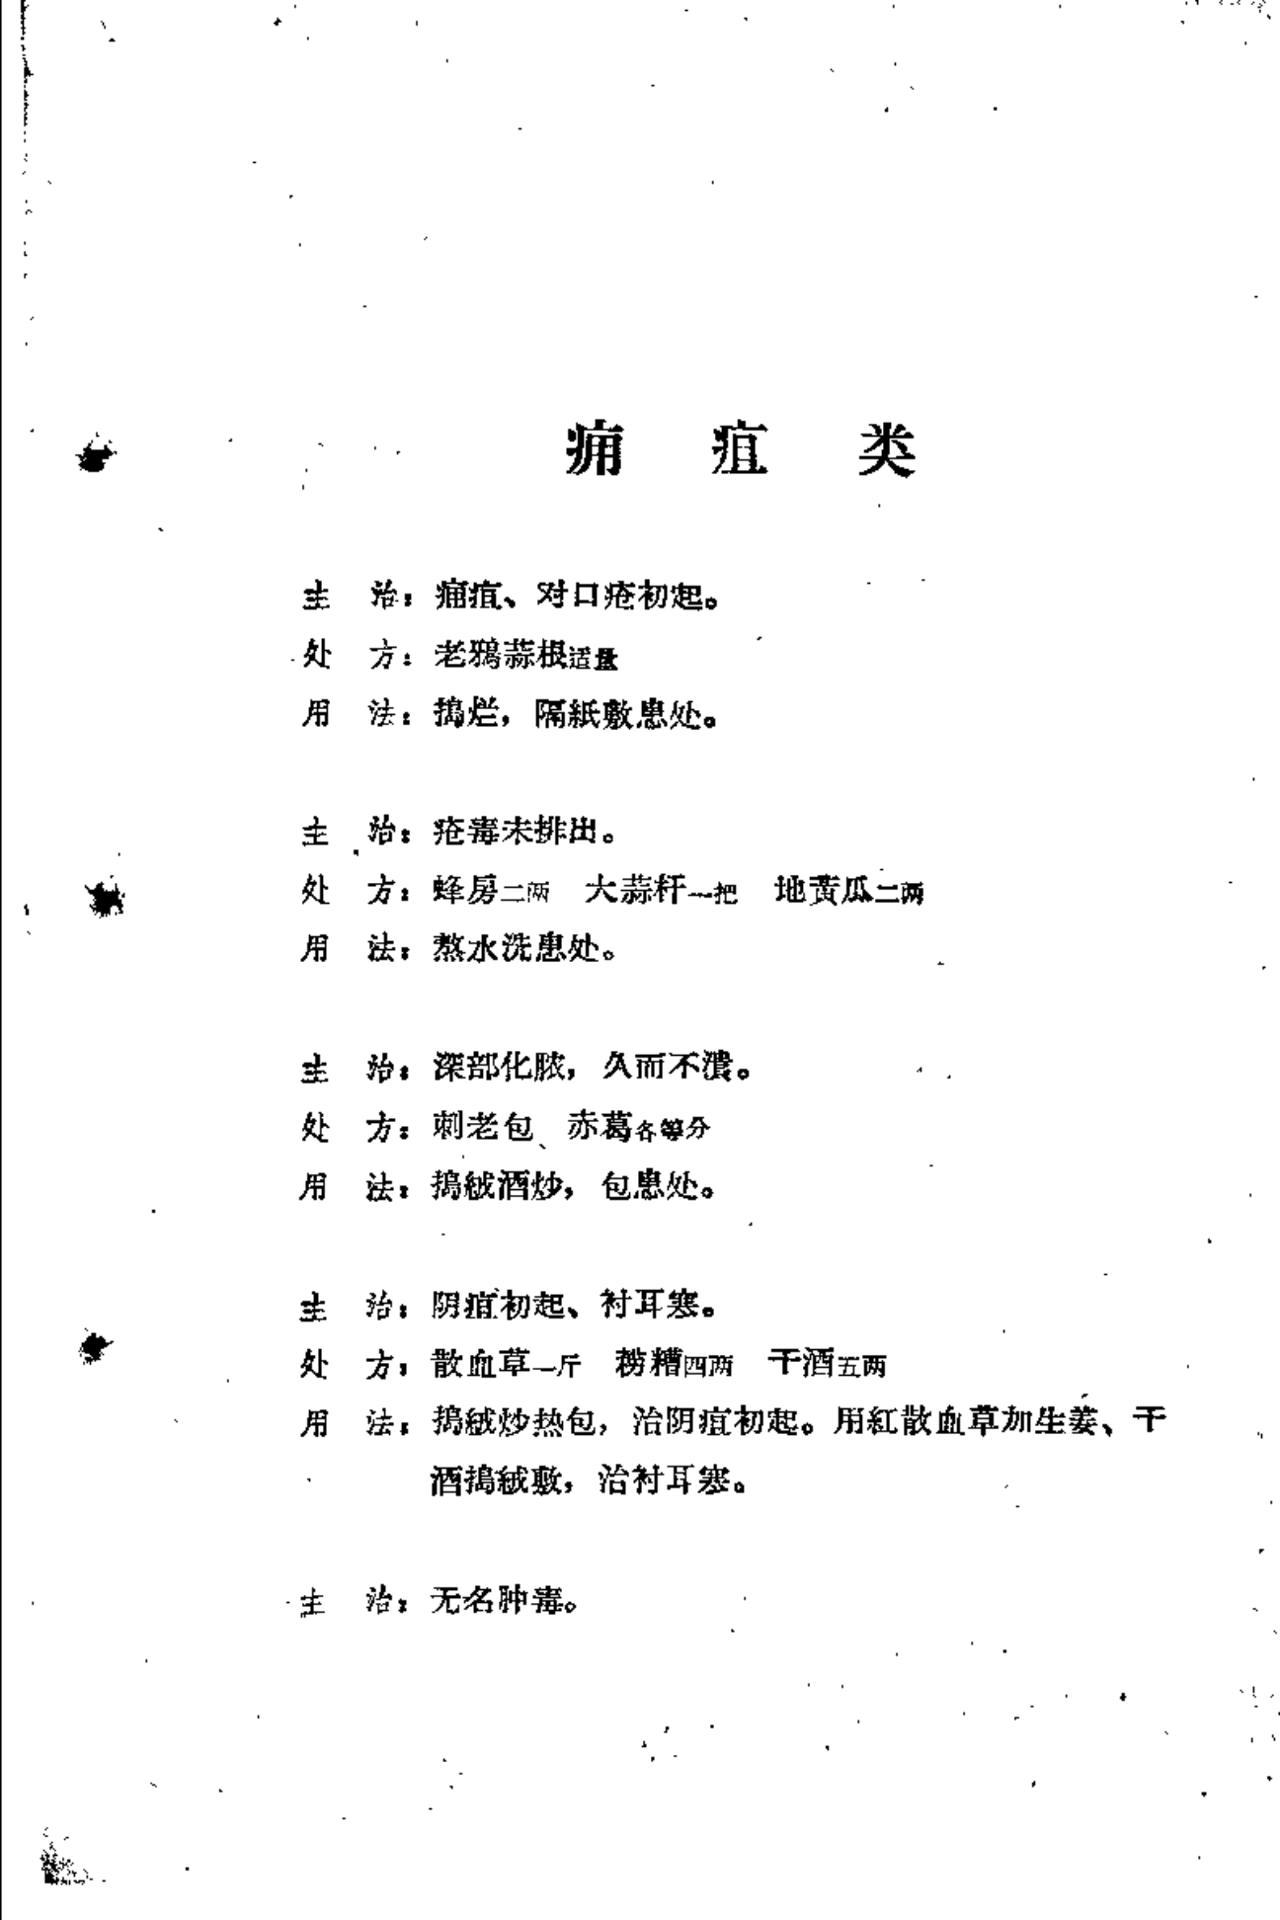 痈 疽 类
主　治：痈疽、对口疮初起。
处　方：老鸦蒜根适量
用　法：捣烂，隔紙敷患处。
主　治：疮毒未排出。
处　方：蜂房二两　大蒜秆一把　地黄瓜二两
用　法：熬水洗患处。
主　治：深部化脓，久而不潰。
处　方：刺老包　赤葛各等分
用　法：搗絨酒炒，包患处。
主　治：阴疽初起、衬耳寒。
处　方：散血草一斤　捞糟四两　干酒五两
用　法：搗絨炒热包，治阴疽初起。用紅散血草加生姜、干
酒搗絨敷，治衬耳寒。
主　治：无名肿毒。